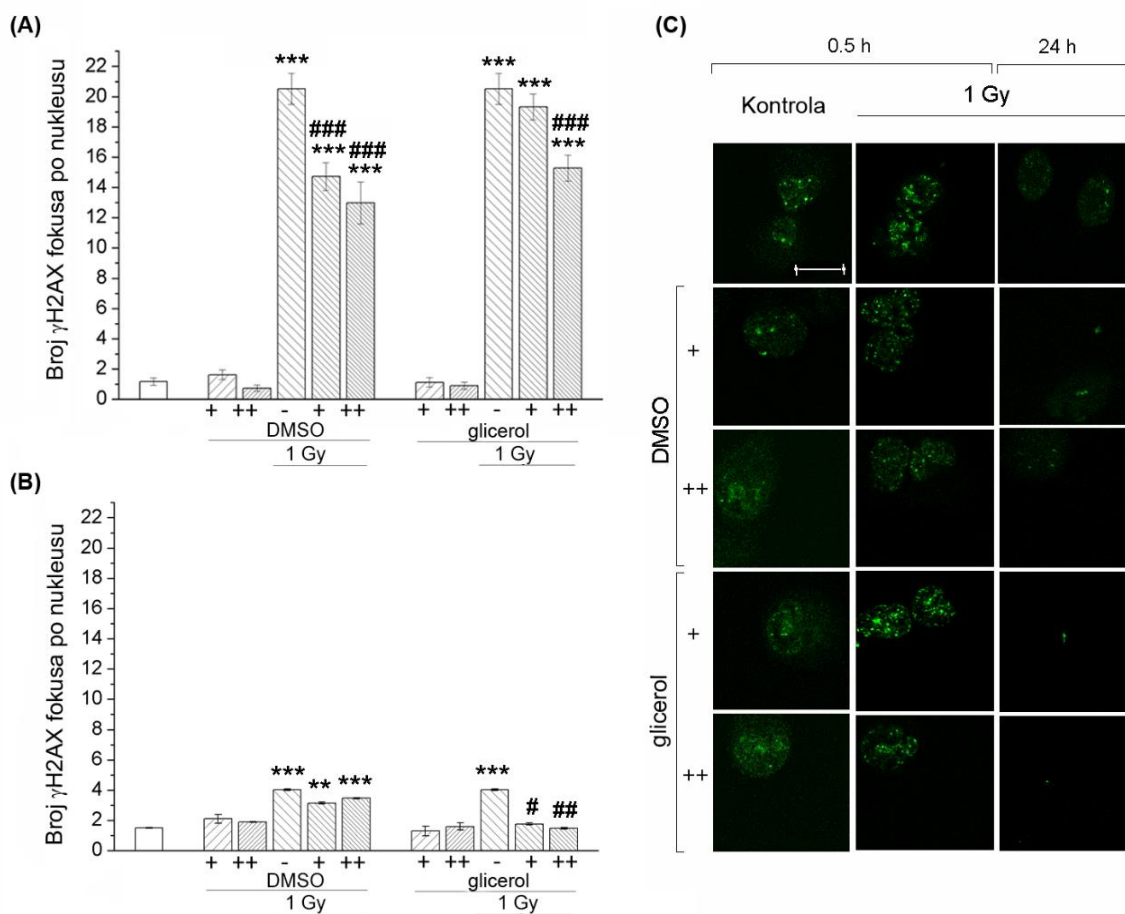 (A)
Broj γH2AX fokusa po nukleusu
22
20
18
16
14
12
10
8
6
4
2
0
*** *** ***
### ###
*** *** ***
###
+ ++ - + ++ + ++ - + ++
DMSO glicerol
1 Gy 1 Gy
(B)
Broj γH2AX fokusa po nukleusu
22
20
18
16
14
12
10
8
6
4
2
0
*** ** *** *** # ##
+ ++ - + ++ + ++ - + ++
DMSO glicerol
1 Gy 1 Gy
(C)
0.5 h 24 h
Kontrola 1 Gy
DMSO
+
++
glicerol
+
++